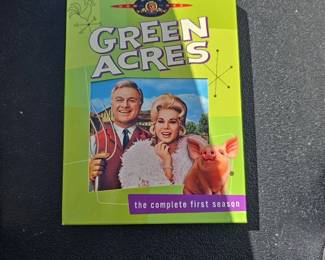 GREEN
ACRES
the complete first season